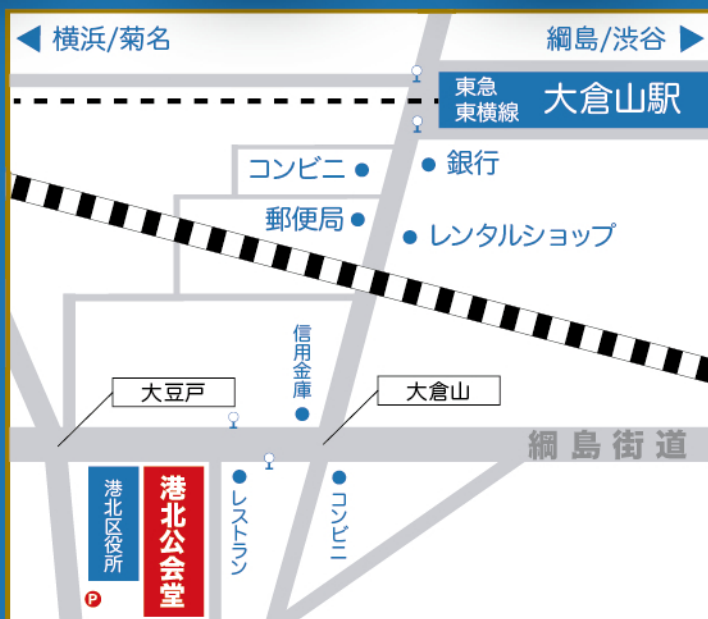 横浜/菊名
綱島/渋谷
東急
東横線
大倉山駅
コンビニ
銀行
郵便局
レンタルショップ
信用金庫
大豆戸
大倉山
綱島街道
港北区役所
港北公会堂
レストラン
コンビニ
P